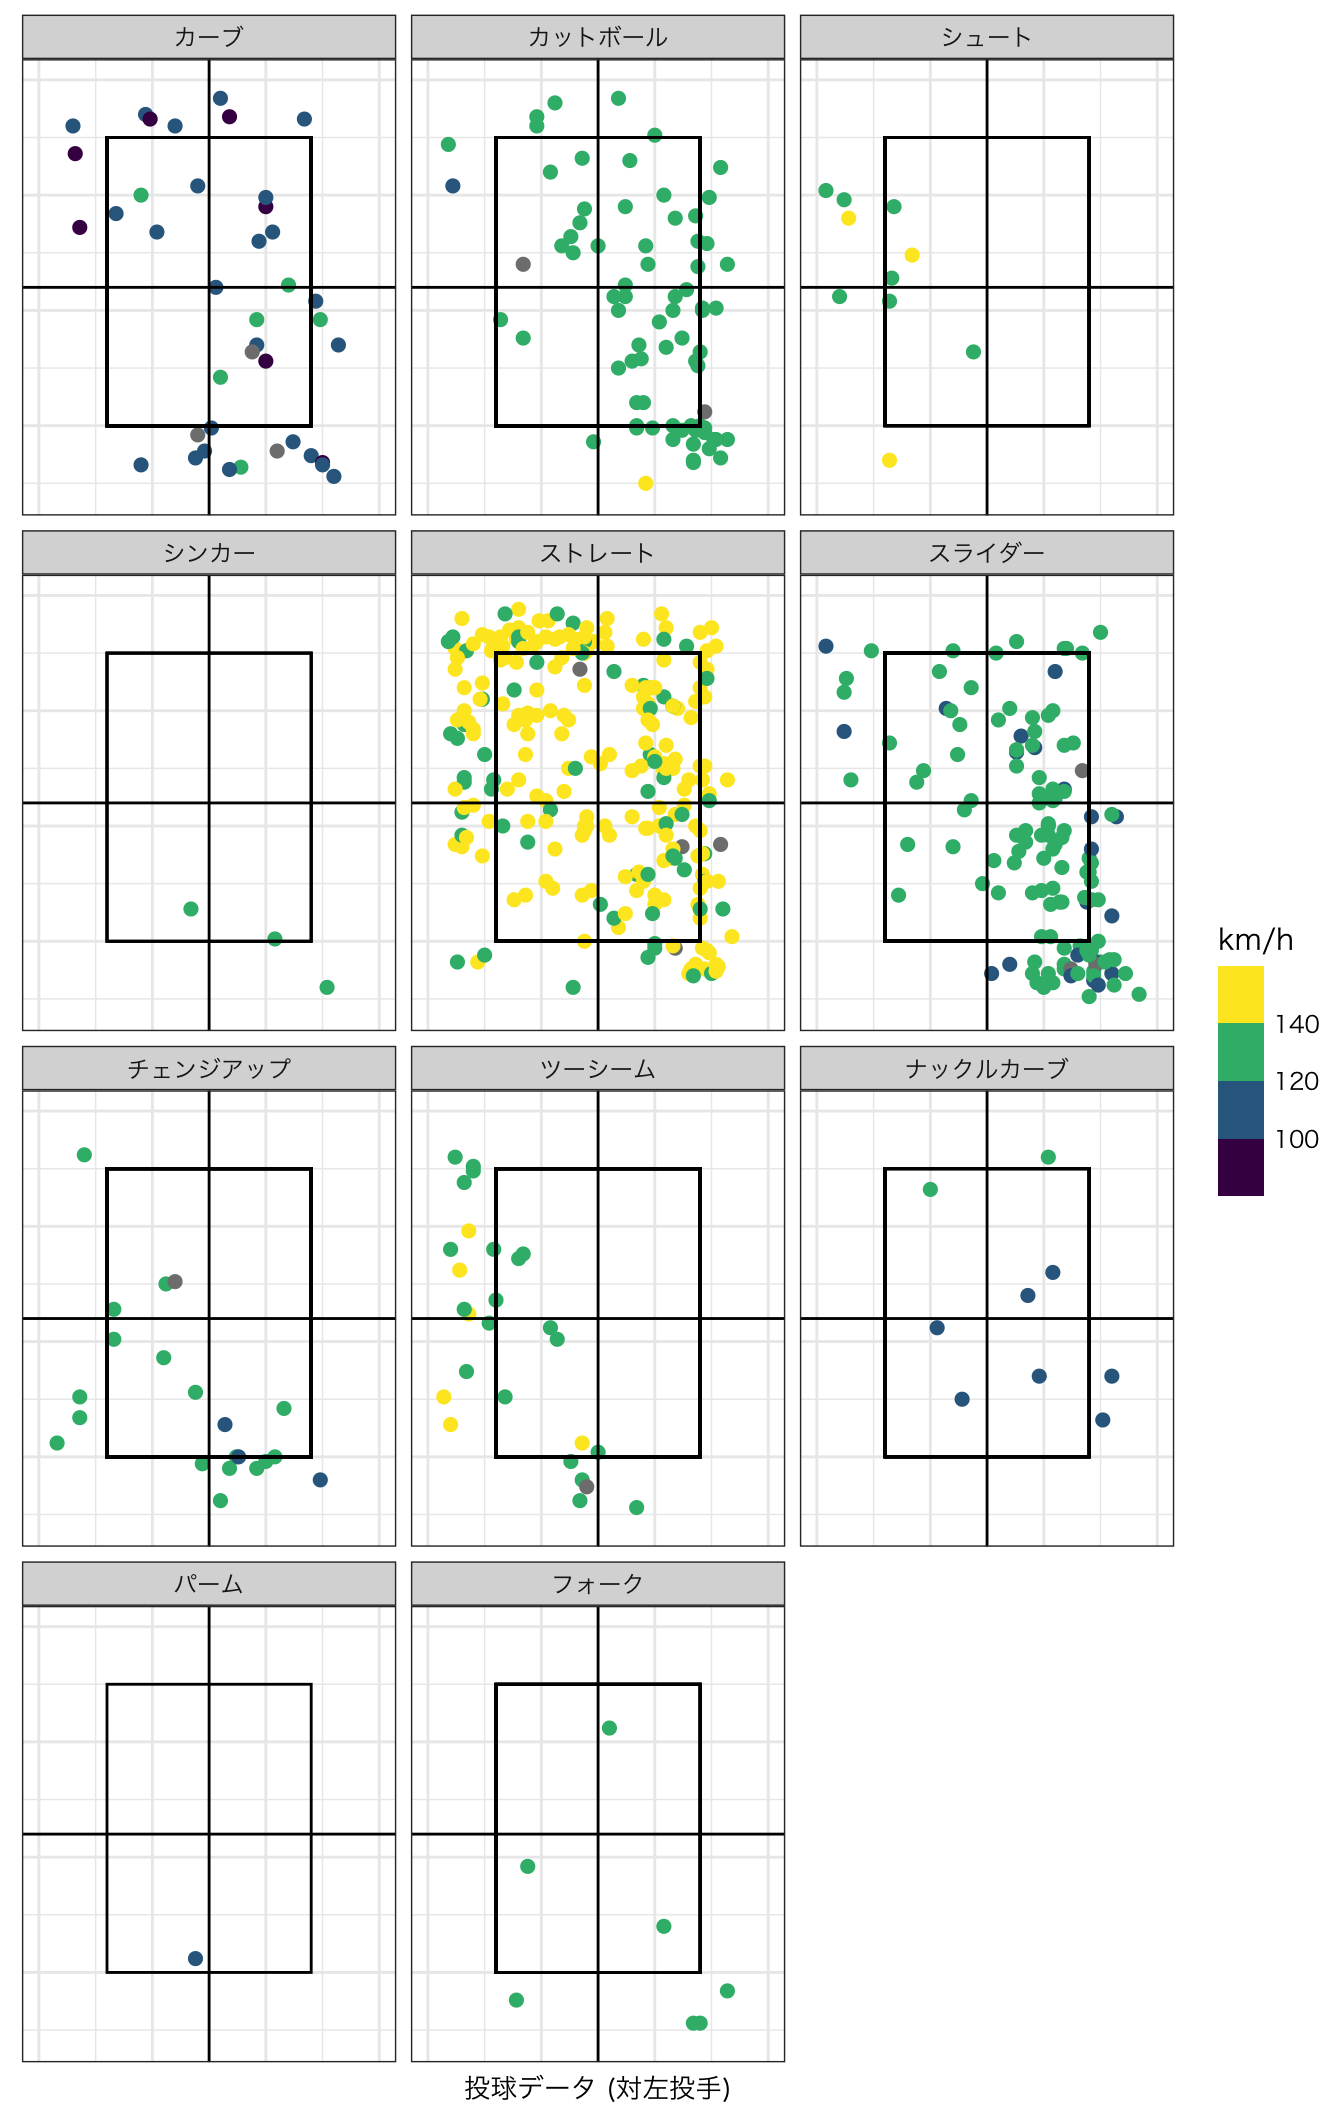 カーブ
カットボール
シュート
シンカー
ストレート
スライダー
km/h
140
120
100
チェンジアップ
ツーシーム
ナックルカーブ
パーム
フォーク
投球データ (対左投手)